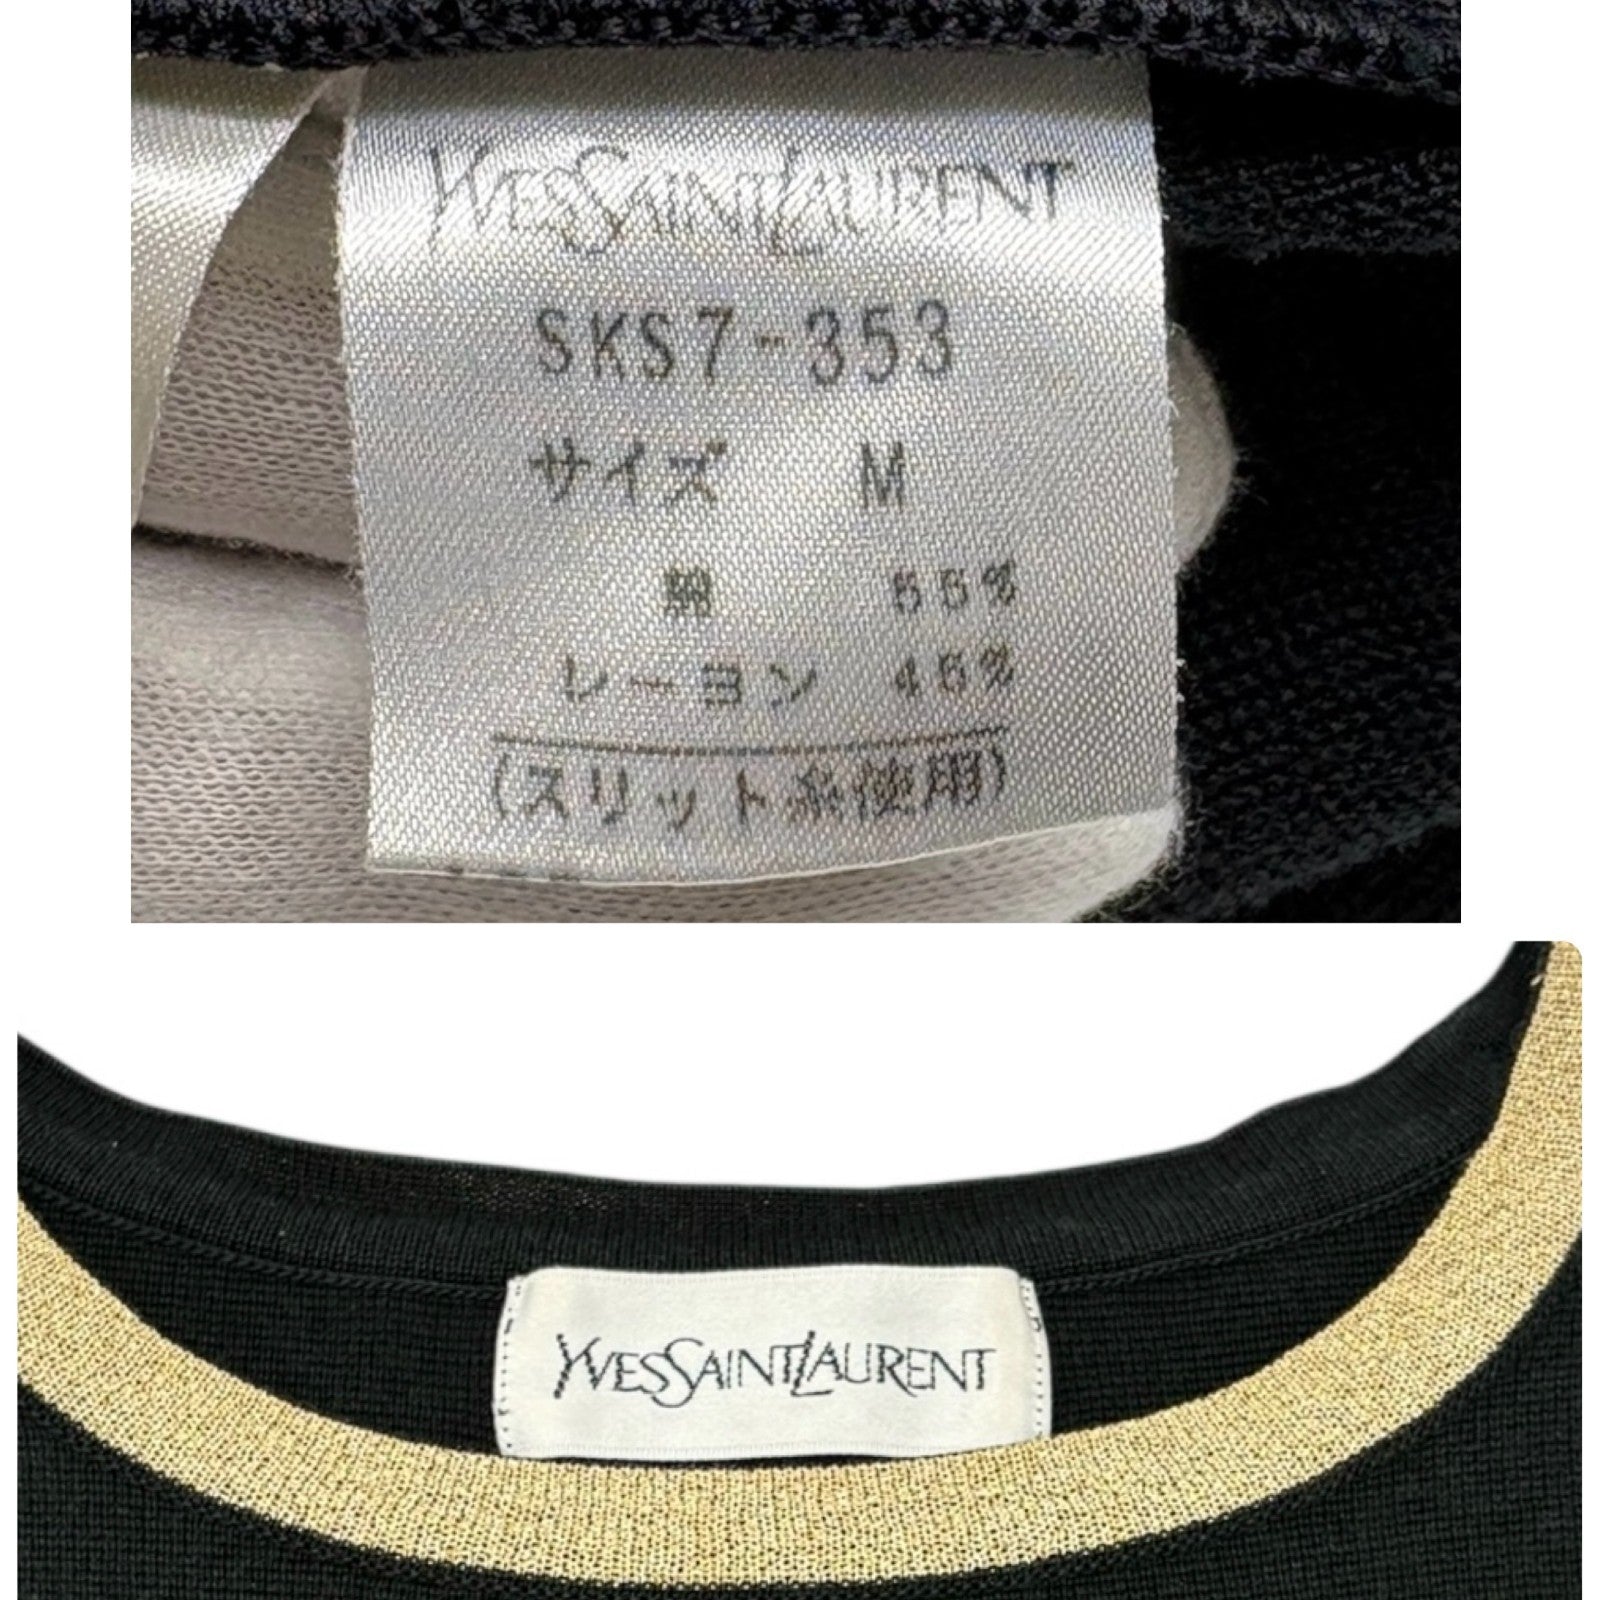 YVESSAINTLAURENT
SKS7-353
サイズ M
綿 55%
レーヨン 45%
(スリット糸使用)
YVESSAINTLAURENT